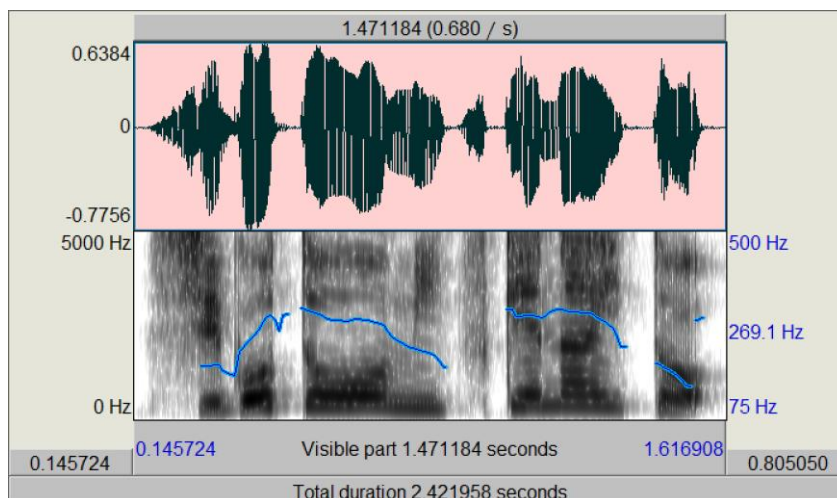 1.471184 (0.680 / s)
0.6384
0
-0.7756
5000 Hz
500 Hz
269.1 Hz
0 Hz
75 Hz
0.145724
0.145724
Visible part 1.471184 seconds
1.616908
0.805050
Total duration 2.421958 seconds